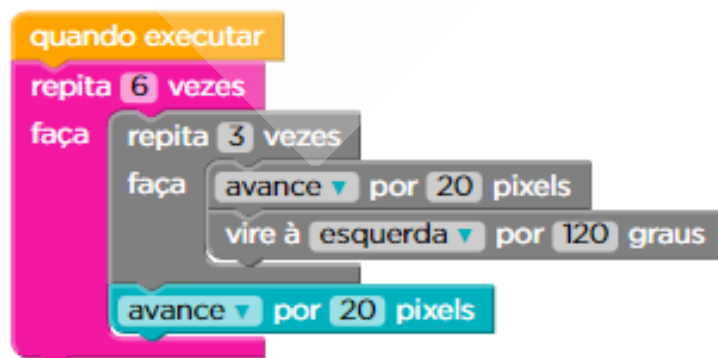 quando executar
repita 6 vezes
faça repita 3 vezes
faça avance por 20 pixels
vire à esquerda por 120 graus
avance por 20 pixels